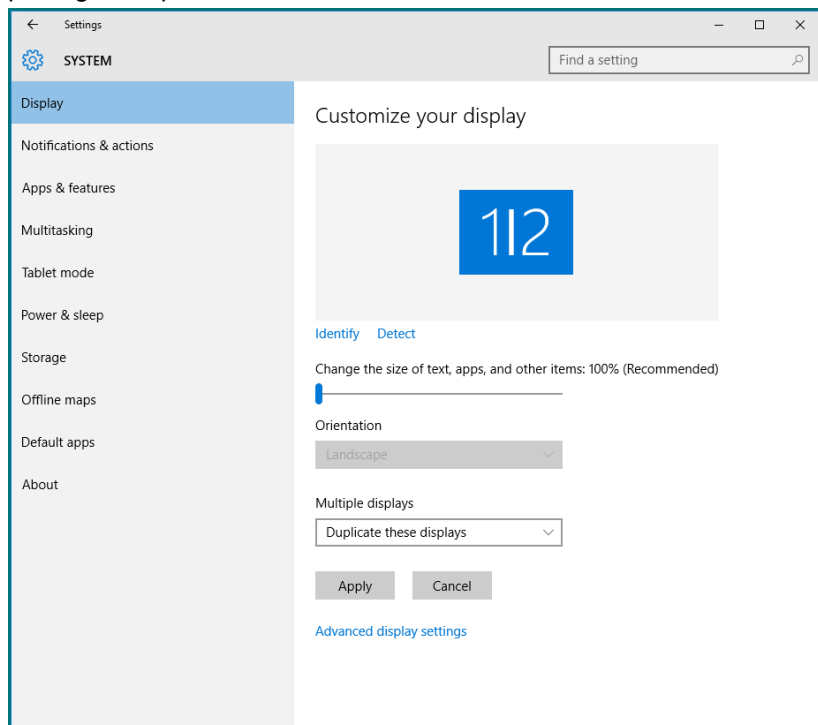 Settings
SYSTEM
Find a setting
Display
Notifications & actions
Apps & features
Multitasking
Tablet mode
Power & sleep
Storage
Offline maps
Default apps
About
Customize your display
1|2
Identify Detect
Change the size of text, apps, and other items: 100% (Recommended)
Orientation
Landscape
Multiple displays
Duplicate these displays
Apply Cancel
Advanced display settings